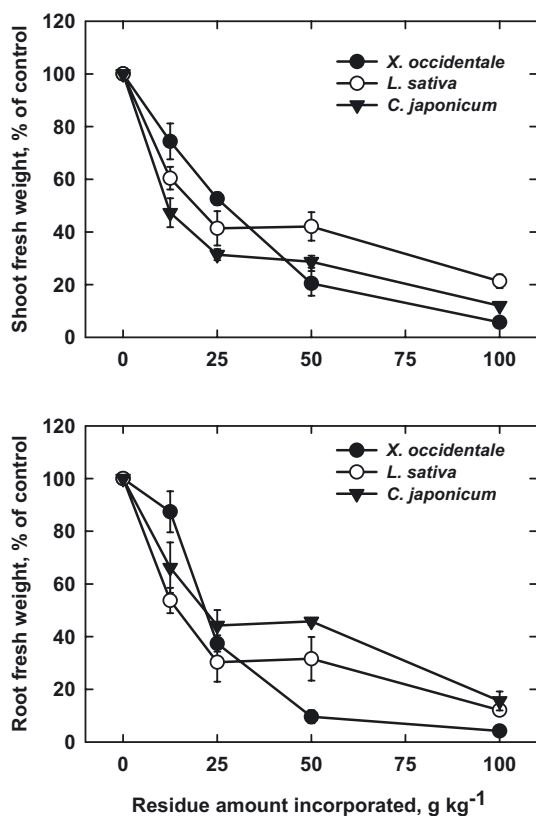 Shoot fresh weight, % of control
120
100
80
60
40
20
0
X. occidentale
L. sativa
C. japonicum
0 25 50 75 100
Root fresh weight, % of control
120
100
80
60
40
20
0
X. occidentale
L. sativa
C. japonicum
0 25 50 75 100
Residue amount incorporated, g kg⁻¹